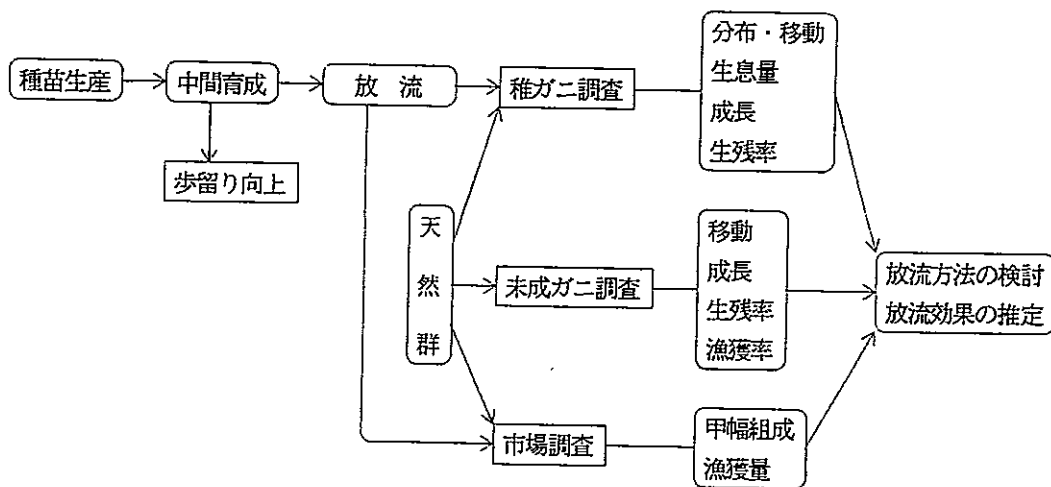 種苗生産
中間育成
放流
歩留り向上
天然群
稚ガニ調査
分布・移動
生息量
成長
生残率
未成ガニ調査
移動
成長
生残率
漁獲率
市場調査
甲幅組成
漁獲量
放流方法の検討
放流効果の推定